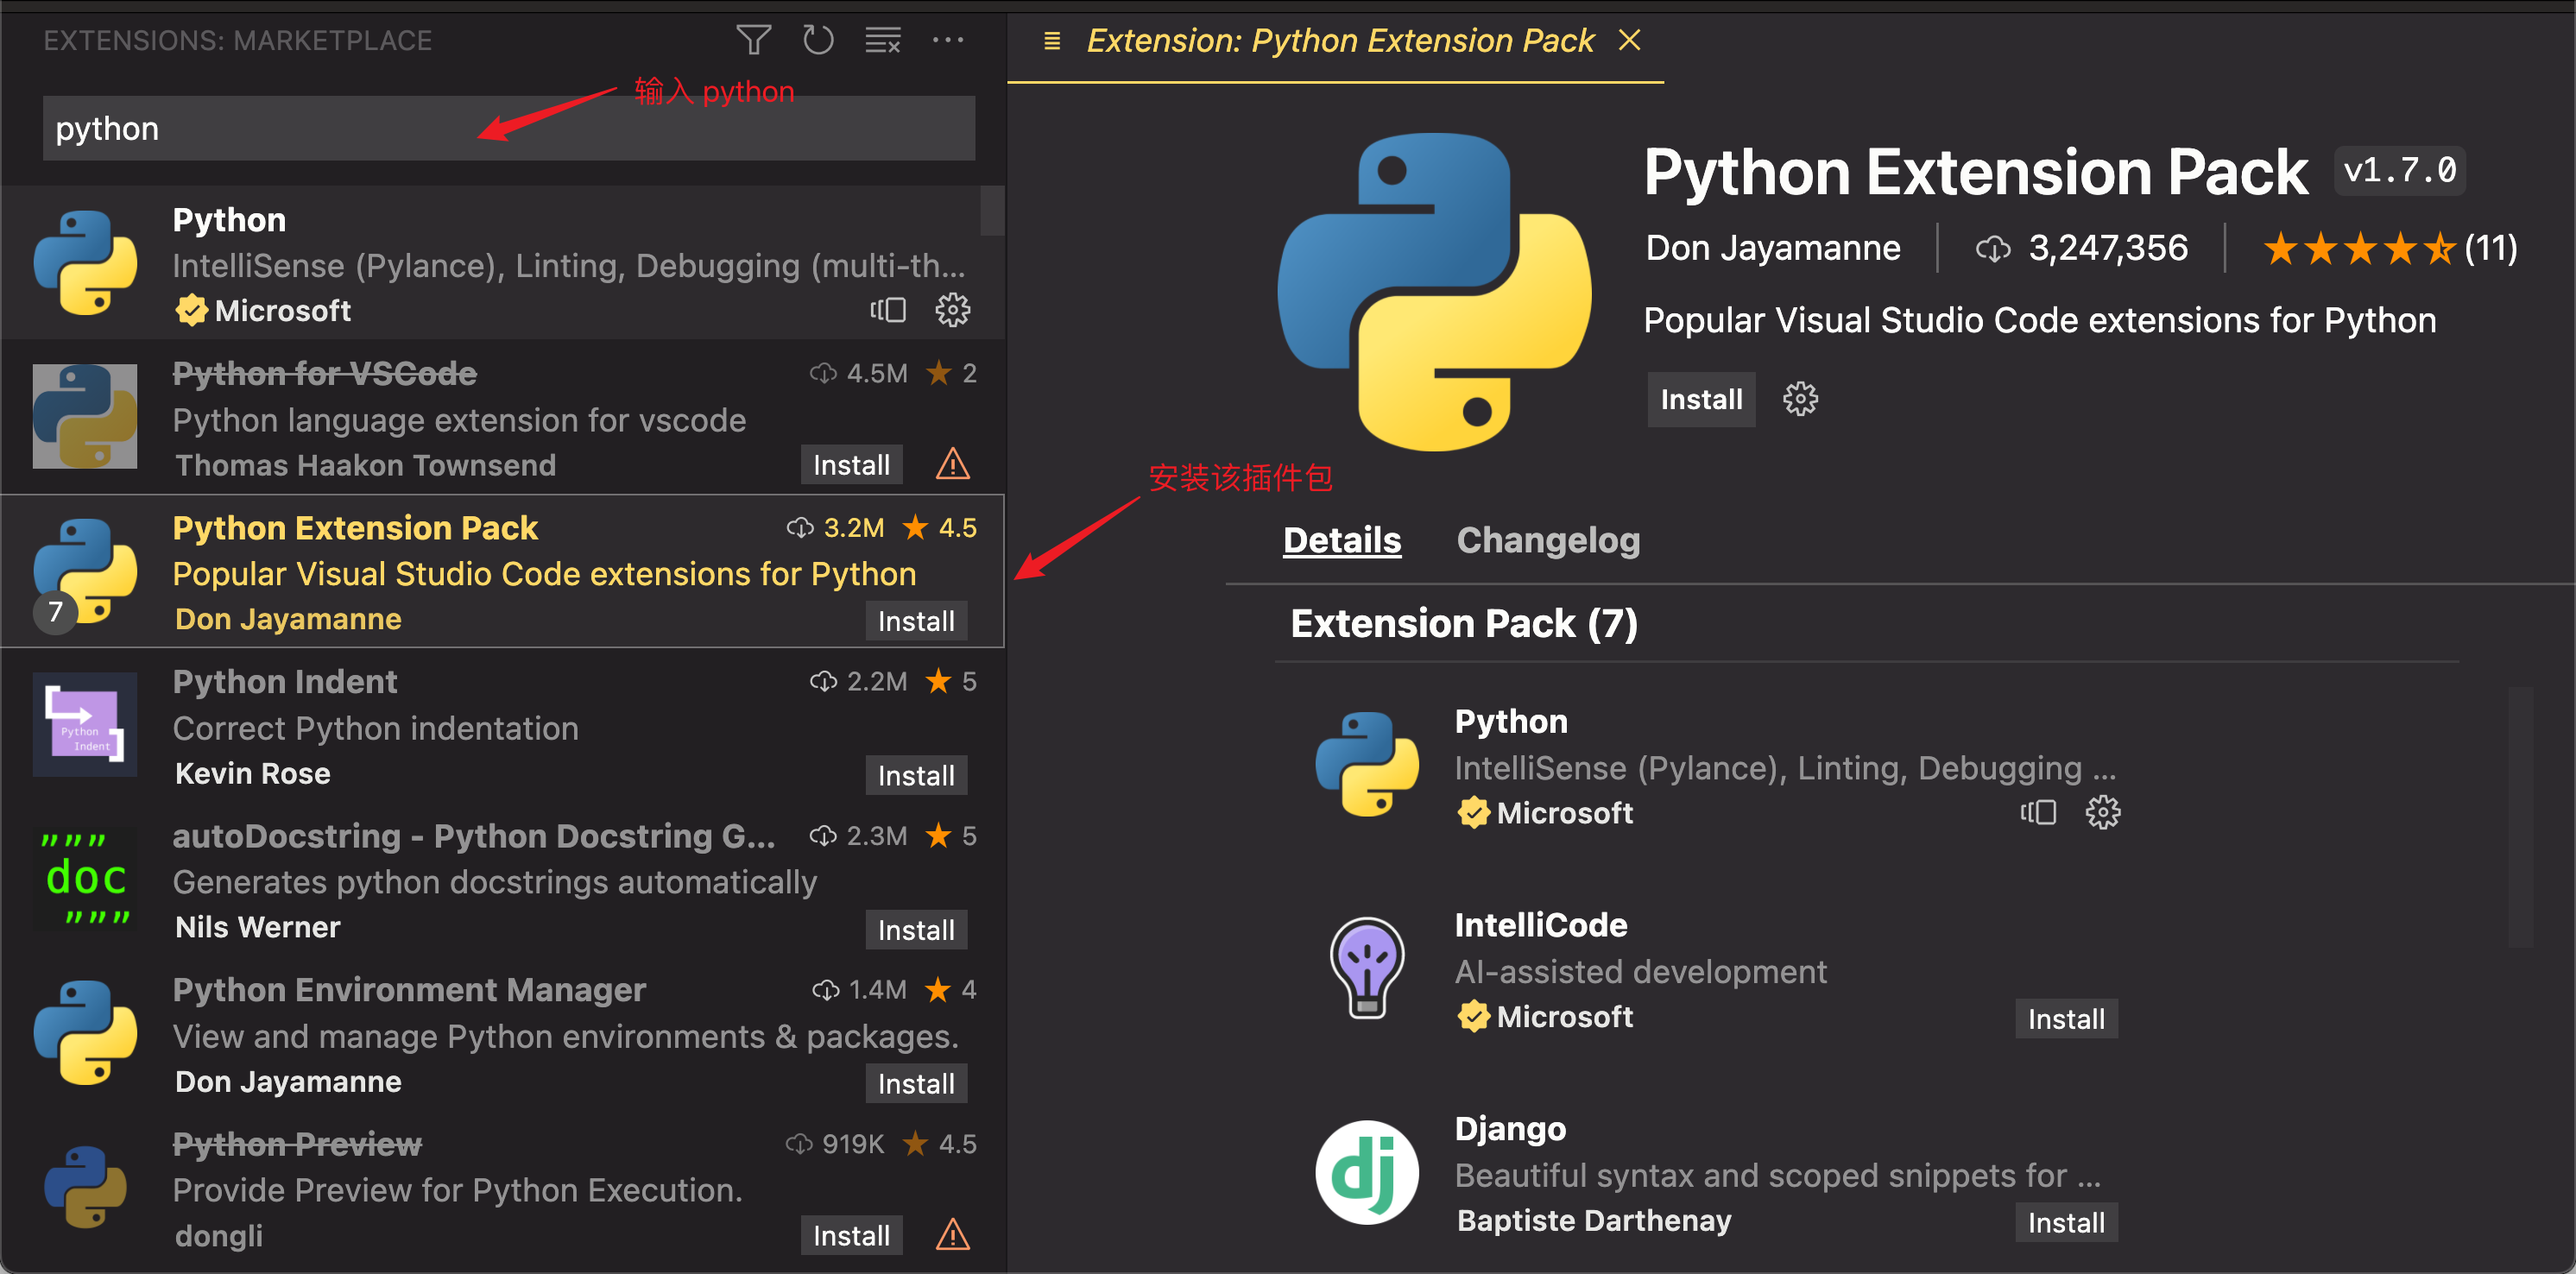 EXTENSIONS: MARKETPLACE
输入 python
python
Python
IntelliSense (Pylance), Linting, Debugging (multi-th...
Microsoft
Python for VSCode 4.5M 2
Python language extension for vscode
Thomas Haakon Townsend Install
Python Extension Pack 3.2M 4.5
Popular Visual Studio Code extensions for Python
7
Don Jayamanne Install
Python Indent 2.2M 5
Correct Python indentation
Python
Indent
Kevin Rose Install
autoDocstring - Python Docstring G... 2.3M 5
"""
doc
"""
Generates python docstrings automatically
Nils Werner Install
Python Environment Manager 1.4M 4
View and manage Python environments & packages.
Don Jayamanne Install
Python Preview 919K 4.5
Provide Preview for Python Execution.
dongli Install
Extension: Python Extension Pack
Python Extension Pack v1.7.0
Don Jayamanne 3,247,356 (11)
Popular Visual Studio Code extensions for Python
Install
安装该插件包
Details Changelog
Extension Pack (7)
Python
IntelliSense (Pylance), Linting, Debugging ...
Microsoft
IntelliCode
AI-assisted development
Microsoft Install
Django
dj
Beautiful syntax and scoped snippets for ...
Baptiste Darthenay Install